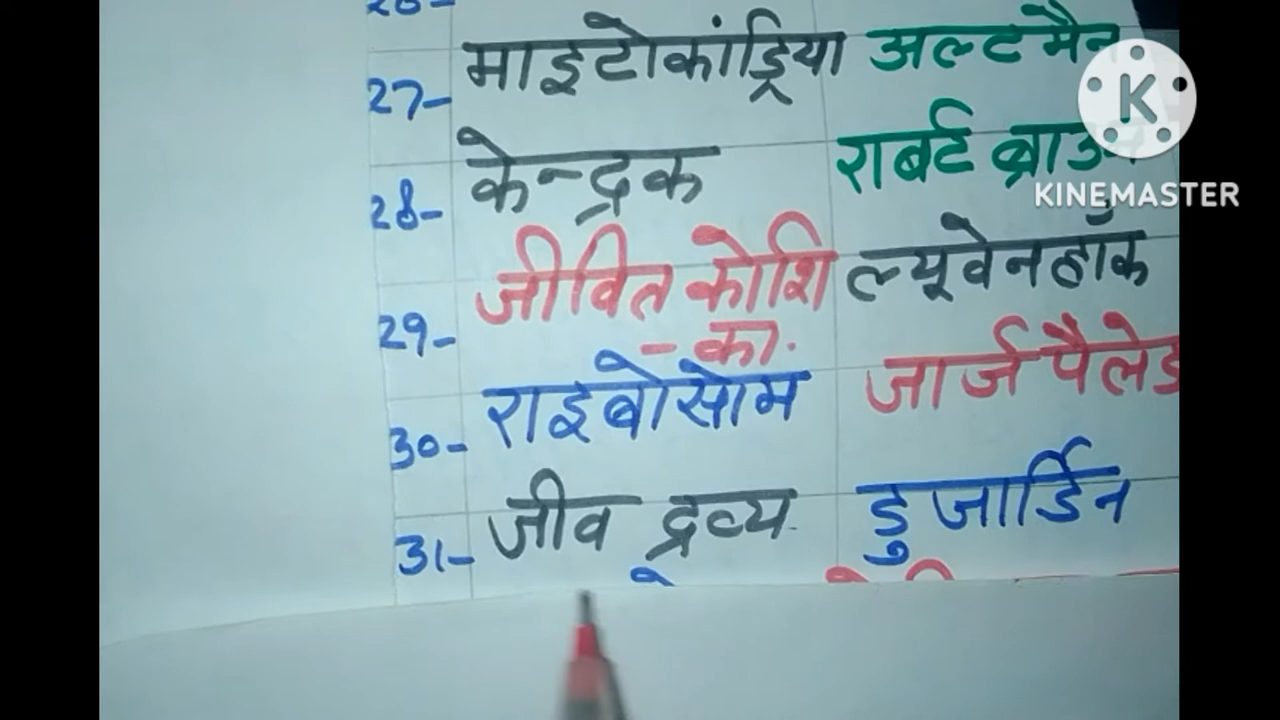 माइटोकांड्रिया अल्टमैन
27-
केन्द्रक रार्बट ब्राउन
28-
जीवित कोशि ल्यूवेनहॉक
29- - का.
राइबोसोम जार्ज पैलेड
30-
जीव द्रव्य डुजार्डिन
31-
K
KINEMASTER